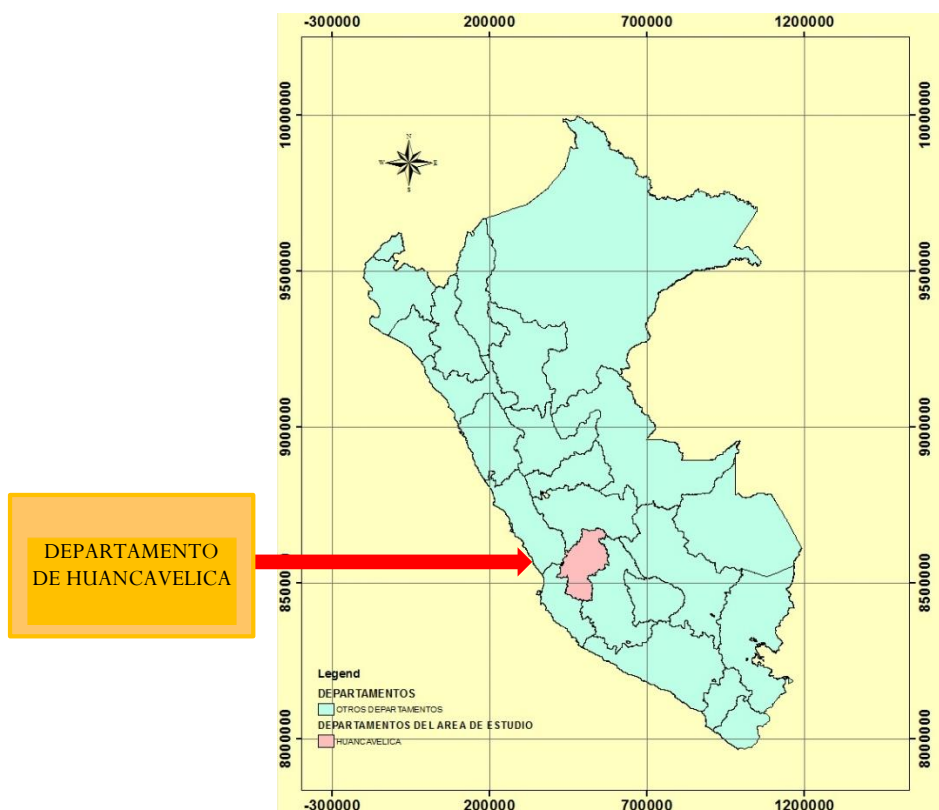 -300000 200000 700000 1200000
10000000 10000000
N
W E
S
9500000 9500000
9000000 9000000
DEPARTAMENTO
DE HUANCAVELICA
8500000
Legend
DEPARTAMENTOS
OTROS DEPARTAMENTOS
DEPARTAMENTOS DEL AREA DE ESTUDIO
HUANCAVELICA
8000000 8000000
-300000 200000 700000 1200000